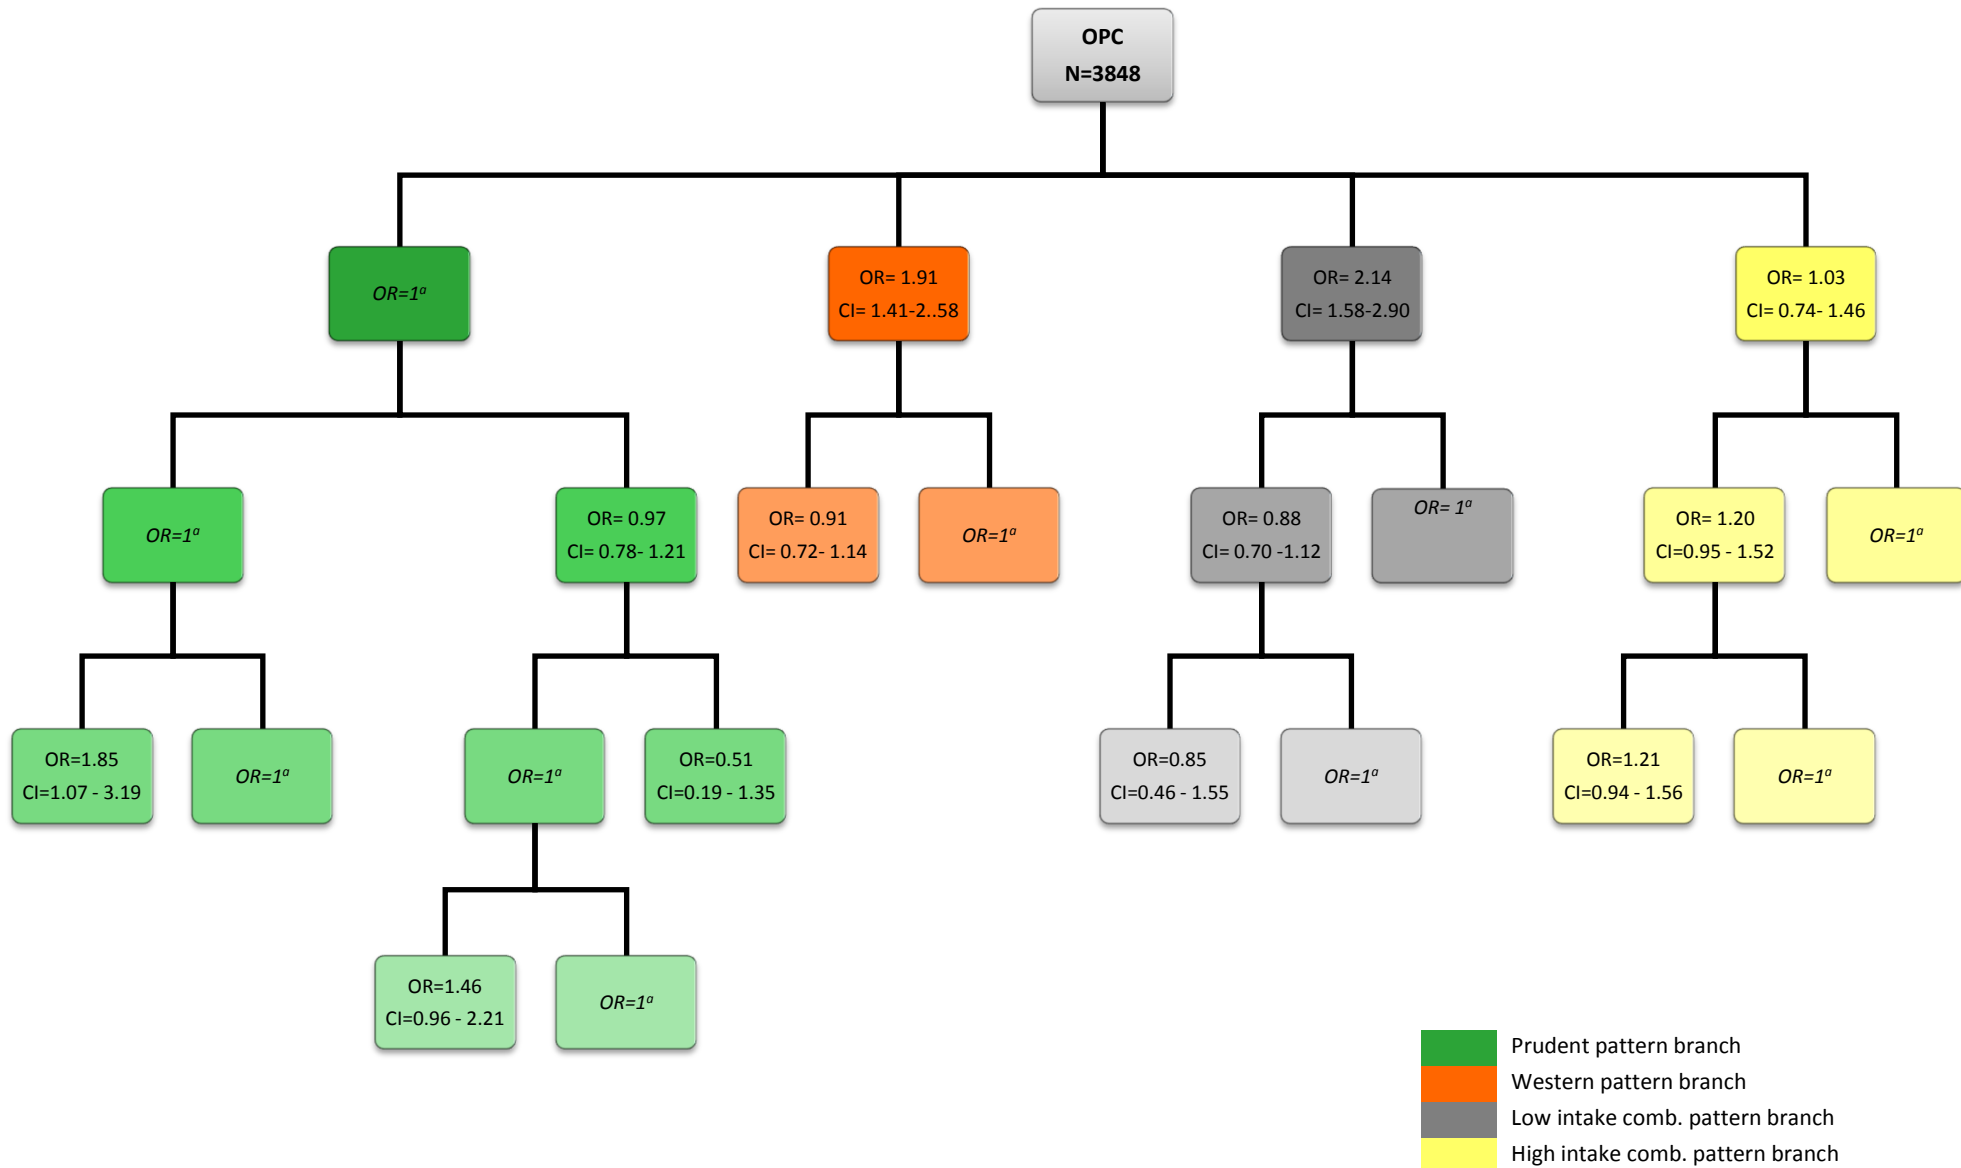 OPC
N=3848
OR=1ᵃ
OR= 1.91
CI= 1.41-2..58
OR= 2.14
CI= 1.58-2.90
OR= 1.03
CI= 0.74- 1.46
OR=1ᵃ
OR= 0.97
CI= 0.78- 1.21
OR= 0.91
CI= 0.72- 1.14
OR=1ᵃ
OR= 0.88
CI= 0.70 -1.12
OR= 1ᵃ
OR= 1.20
CI=0.95 - 1.52
OR=1ᵃ
OR=1.85
CI=1.07 - 3.19
OR=1ᵃ
OR=1ᵃ
OR=0.51
CI=0.19 - 1.35
OR=0.85
CI=0.46 - 1.55
OR=1ᵃ
OR=1.21
CI=0.94 - 1.56
OR=1ᵃ
OR=1.46
CI=0.96 - 2.21
OR=1ᵃ
Prudent pattern branch
Western pattern branch
Low intake comb. pattern branch
High intake comb. pattern branch